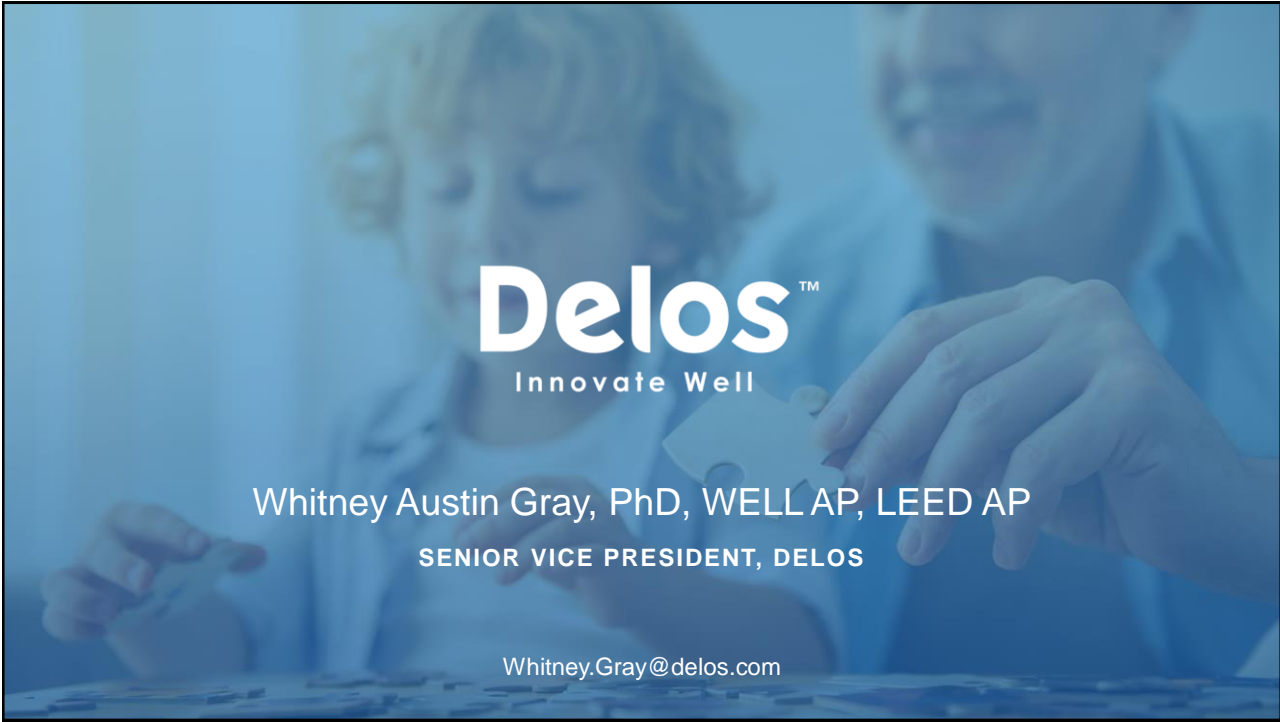 Delos™
Innovate Well
Whitney Austin Gray, PhD, WELL AP, LEED AP
SENIOR VICE PRESIDENT, DELOS
Whitney.Gray@delos.com